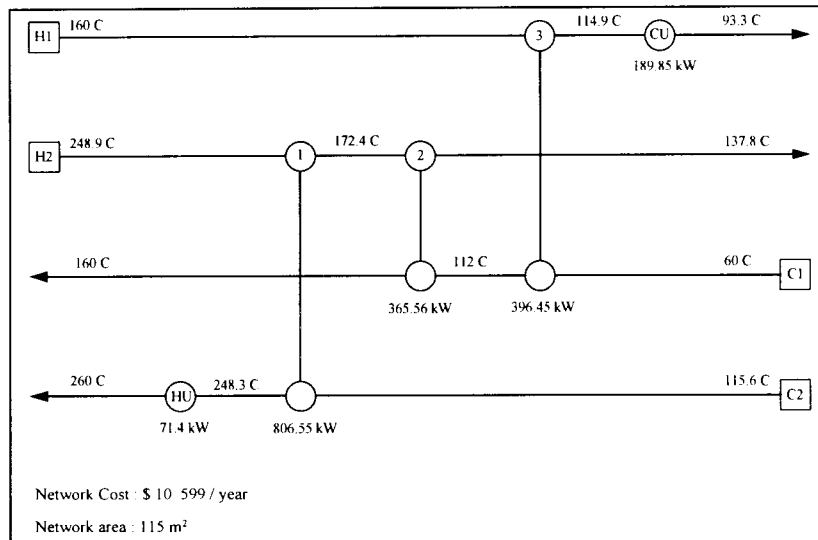 160 C
114.9 C
93.3 C
H1
3
CU
189.85 kW
248.9 C
172.4 C
137.8 C
H2
1
2
160 C
112 C
60 C
C1
365.56 kW
396.45 kW
260 C
248.3 C
115.6 C
HU
C2
71.4 kW
806.55 kW
Network Cost : $ 10 599 / year
Network area : 115 m²